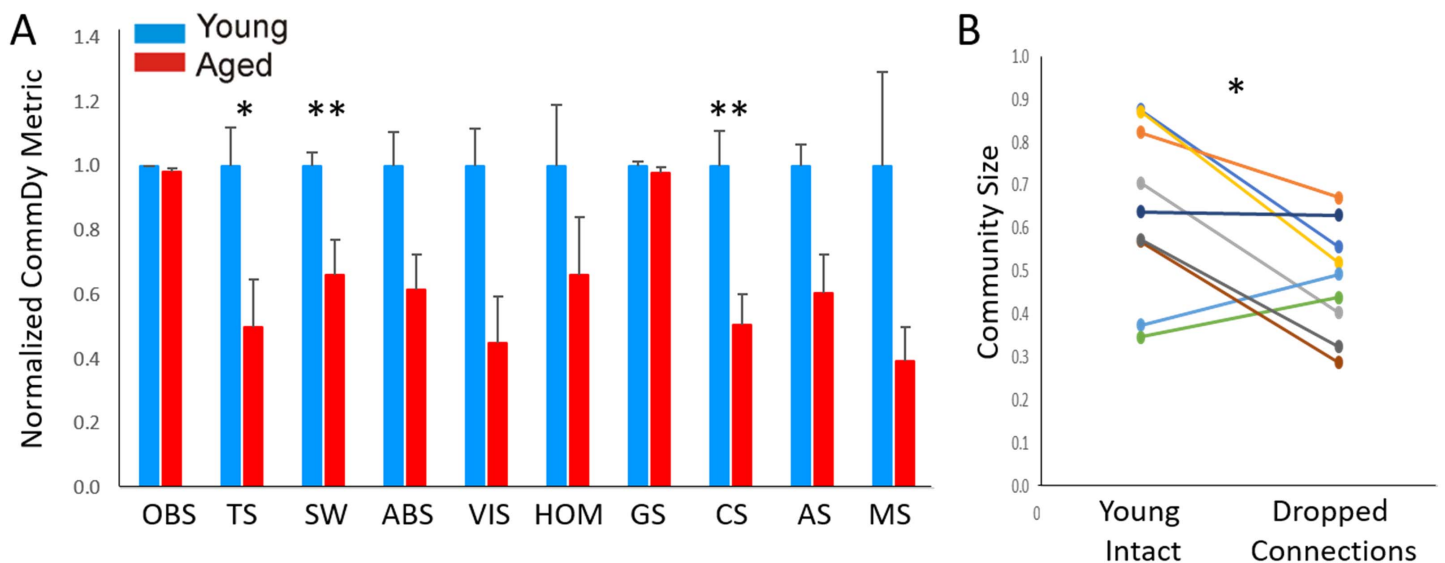 A
Young
Aged
Normalized CommDy Metric
1.4
1.2
1.0
0.8
0.6
0.4
0.2
0.0
*
**
**
OBS TS SW ABS VIS HOM GS CS AS MS
B
*
Community Size
1.0
0.9
0.8
0.7
0.6
0.5
0.4
0.3
0.2
0.1
0.0
0
Young Dropped
Intact Connections